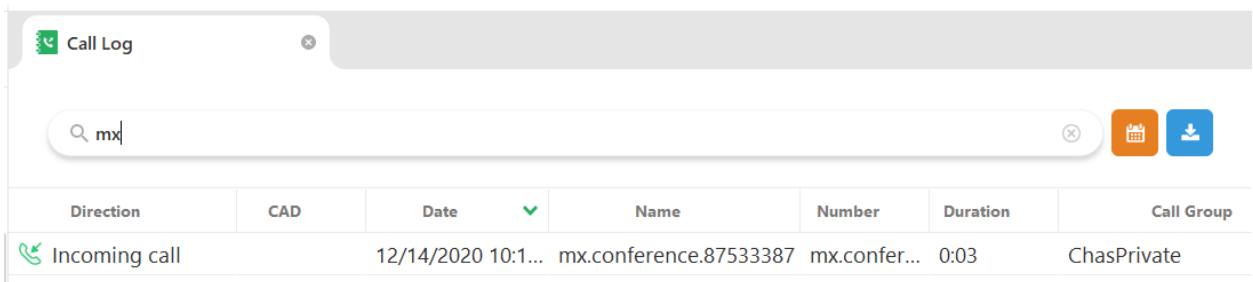 Call Log
mx
Direction CAD Date Name Number Duration Call Group
Incoming call 12/14/2020 10:1... mx.conference.87533387 mx.confer... 0:03 ChasPrivate